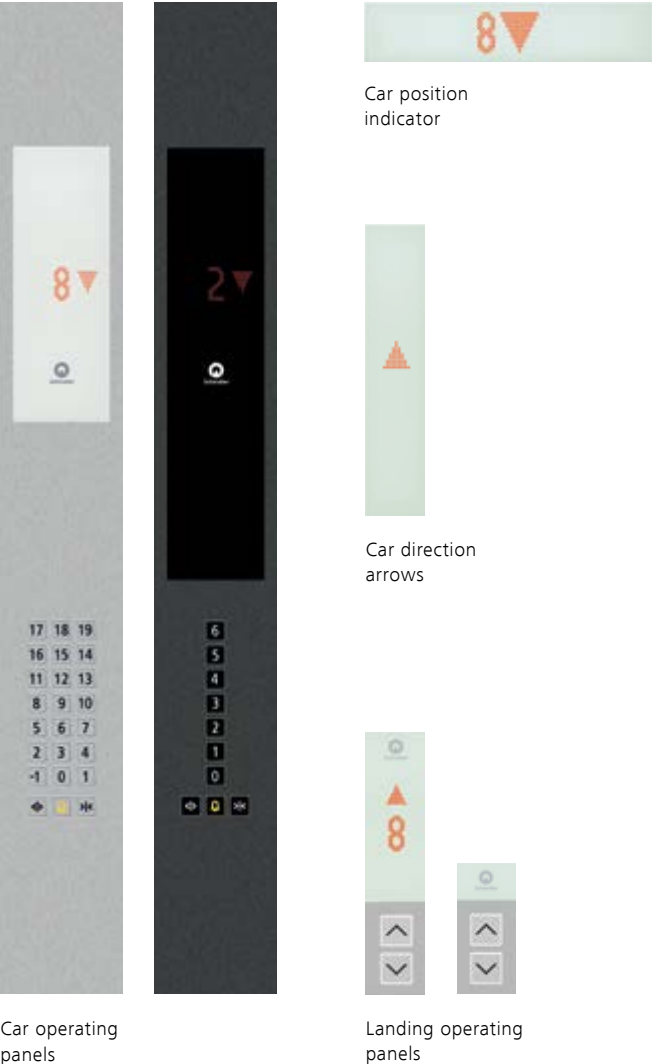 8
Car position
indicator
8
2
Car direction
arrows
17 18 19
16 15 14
11 12 13
8 9 10
5 6 7
2 3 4
-1 0 1
6
5
4
3
2
1
0
8
Car operating
panels
Landing operating
panels